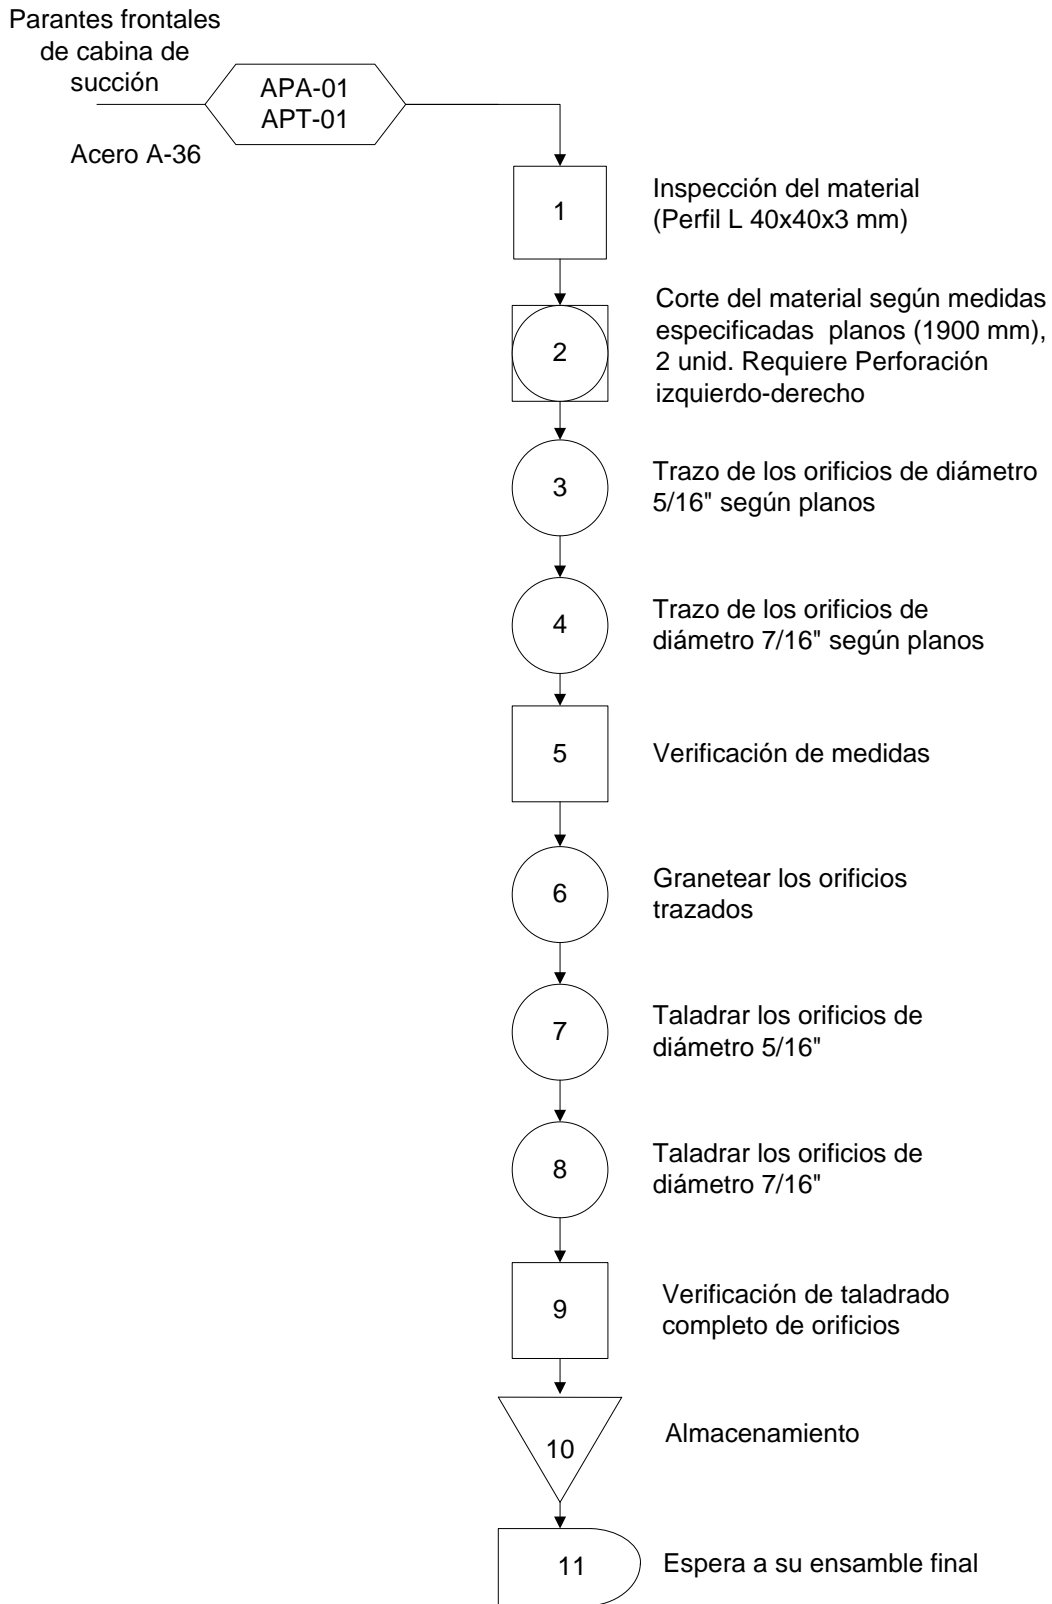 Parantes frontales
de cabina de
succión
APA-01
APT-01
Acero A-36
1
Inspección del material
(Perfil L 40x40x3 mm)
2
Corte del material según medidas
especificadas planos (1900 mm),
2 unid. Requiere Perforación
izquierdo-derecho
3
Trazo de los orificios de diámetro
5/16" según planos
4
Trazo de los orificios de
diámetro 7/16" según planos
5
Verificación de medidas
6
Granetear los orificios
trazados
7
Taladrar los orificios de
diámetro 5/16"
8
Taladrar los orificios de
diámetro 7/16"
9
Verificación de taladrado
completo de orificios
10
Almacenamiento
11
Espera a su ensamble final